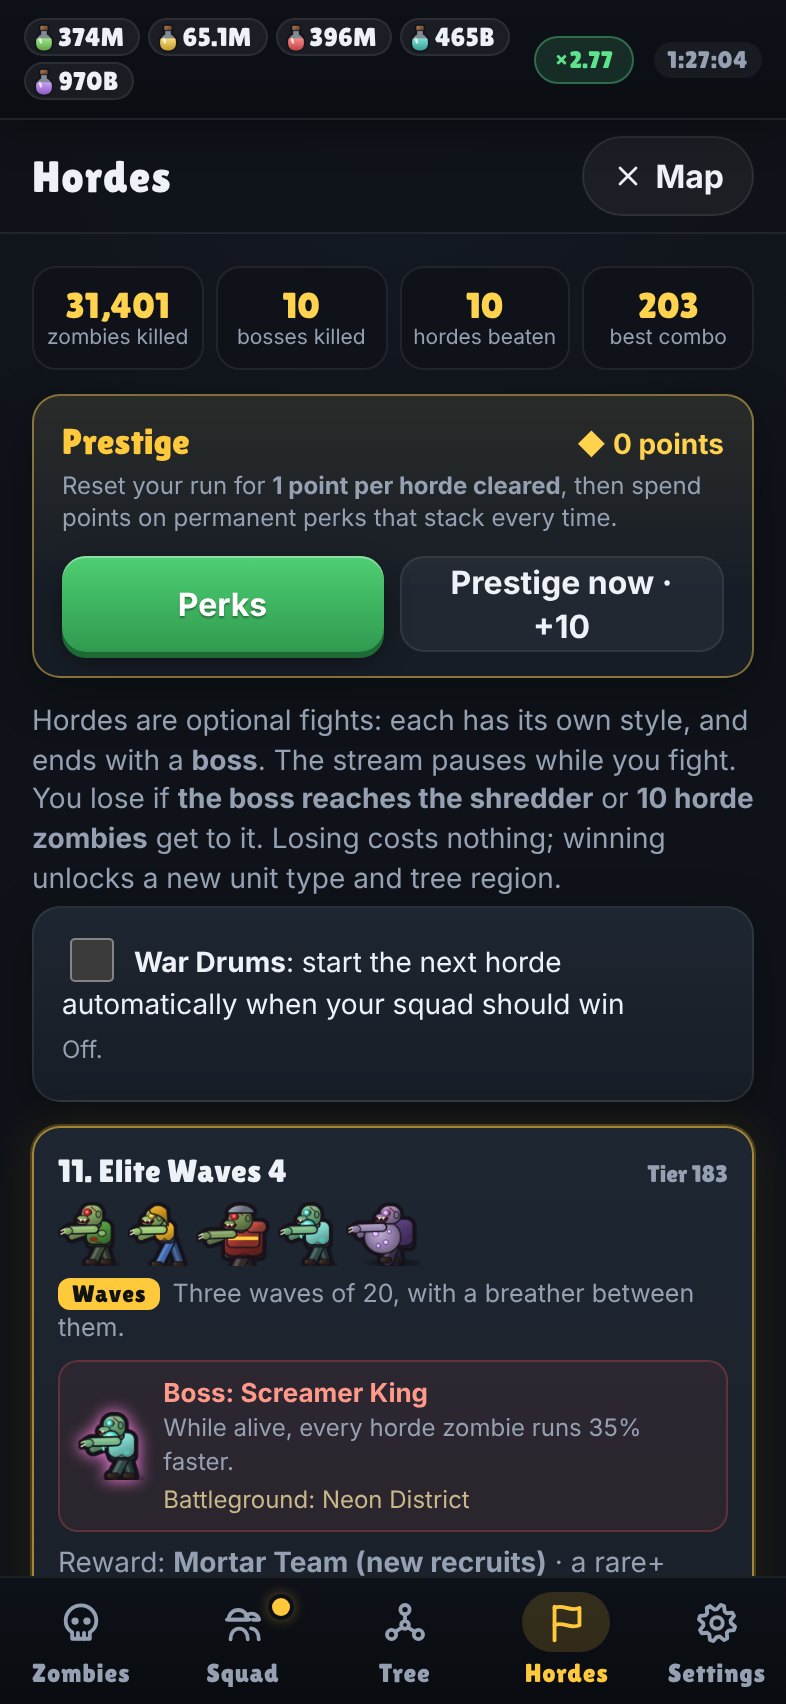 374M 65.1M 396M 465B
970B
×2.77
1:27:04
Hordes
Map
31,401
zombies killed
10
bosses killed
10
hordes beaten
203
best combo
Prestige
0 points
Reset your run for 1 point per horde cleared, then spend
points on permanent perks that stack every time.
Perks
Prestige now ·
+10
Hordes are optional fights: each has its own style, and
ends with a boss. The stream pauses while you fight.
You lose if the boss reaches the shredder or 10 horde
zombies get to it. Losing costs nothing; winning
unlocks a new unit type and tree region.
War Drums: start the next horde
automatically when your squad should win
Off.
11. Elite Waves 4
Tier 183
Waves Three waves of 20, with a breather between
them.
Boss: Screamer King
While alive, every horde zombie runs 35%
faster.
Battleground: Neon District
Reward: Mortar Team (new recruits) · a rare+
Zombies
Squad
Tree
Hordes
Settings